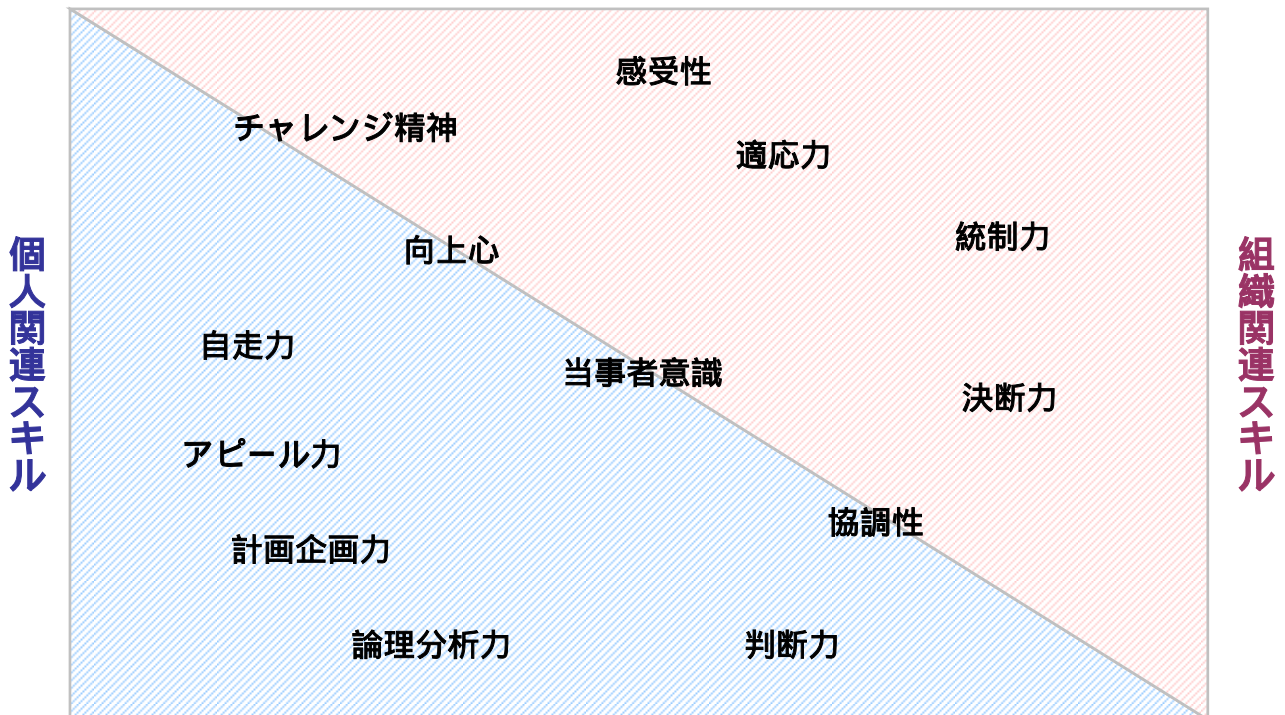 感受性
チャレンジ精神
適応力
統制力
向上心
個人関連スキル
組織関連スキル
自走力
当事者意識
決断力
アピール力
協調性
計画企画力
論理分析力
判断力